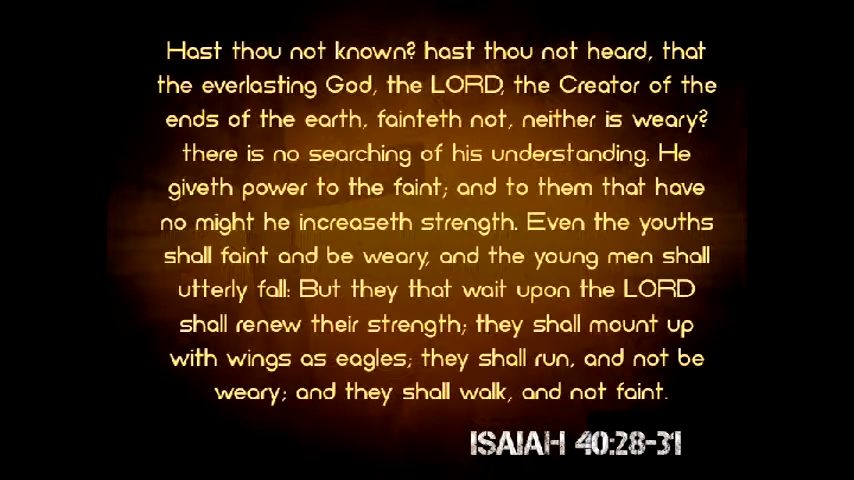 Hast thou not known? hast thou not heard, that
the everlasting God, the LORD, the Creator of the
ends of the earth, fainteth not, neither is weary?
there is no searching of his understanding. He
giveth power to the faint; and to them that have
no might he increaseth strength. Even the youths
shall faint and be weary, and the young men shall
utterly fall: But they that wait upon the LORD
shall renew their strength; they shall mount up
with wings as eagles; they shall run, and not be
weary; and they shall walk, and not faint.
ISAIAH 40:28-31